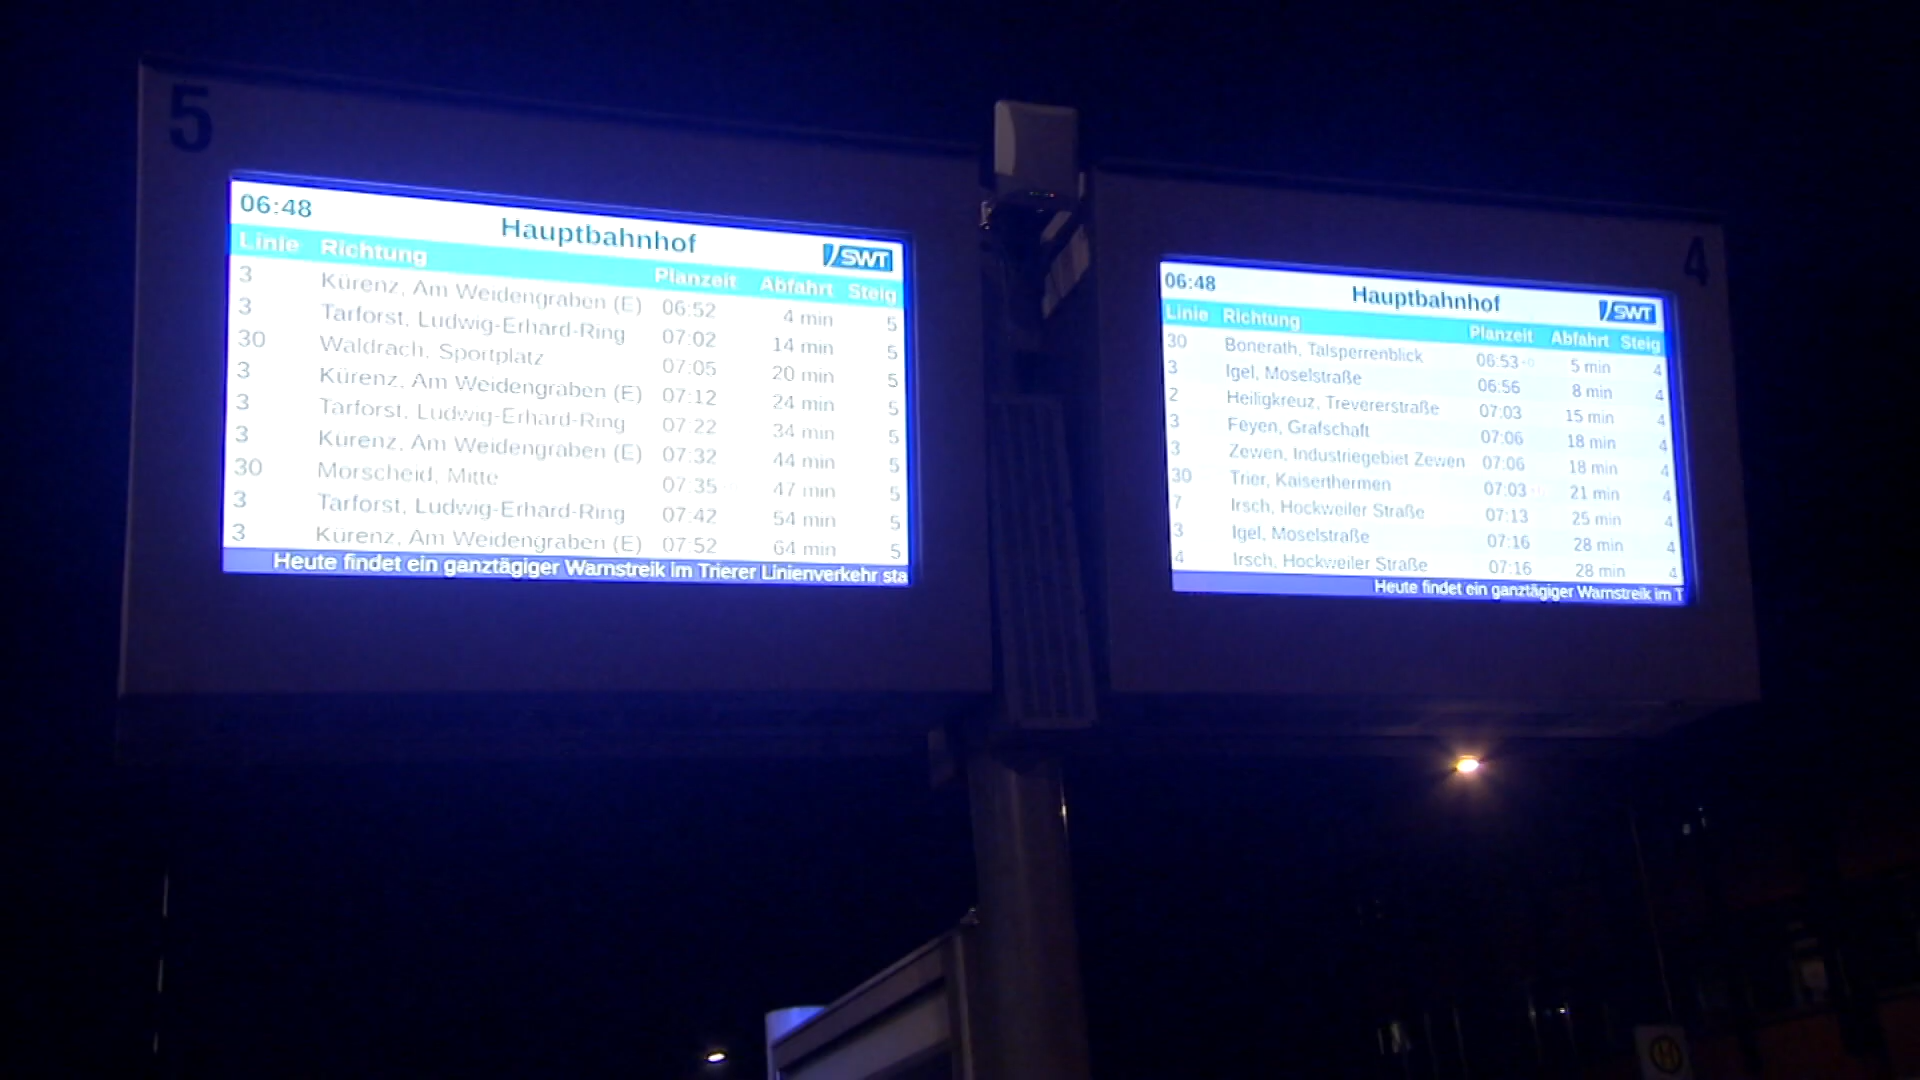 5
06:48
Hauptbahnhof
SWT
Linie Richtung Planzeit Abfahrt Steig
3 Kürenz, Am Weidengraben (E) 06:52 4 min 5
3 Tarforst, Ludwig-Erhard-Ring 07:02 14 min 5
30 Waldrach, Sportplatz 07:05 20 min 5
3 Kürenz, Am Weidengraben (E) 07:12 24 min 5
3 Tarforst, Ludwig-Erhard-Ring 07:22 34 min 5
3 Kürenz, Am Weidengraben (E) 07:32 44 min 5
30 Morscheid, Mitte 07:35 47 min 5
3 Tarforst, Ludwig-Erhard-Ring 07:42 54 min 5
3 Kürenz, Am Weidengraben (E) 07:52 64 min 5
Heute findet ein ganztägiger Warnstreik im Trierer Linienverkehr sta
4
06:48
Hauptbahnhof
SWT
Linie Richtung Planzeit Abfahrt Steig
30 Bonerath, Talsperrenblick 06:53 5 min 4
3 Igel, Moselstraße 06:56 8 min 4
2 Heiligkreuz, Trevererstraße 07:03 15 min 4
3 Feyen, Grafschaft 07:06 18 min 4
3 Zewen, Industriegebiet Zewen 07:06 18 min 4
30 Trier, Kaiserthermen 07:03 21 min 4
7 Irsch, Hockweiler Straße 07:13 25 min 4
3 Igel, Moselstraße 07:16 28 min 4
4 Irsch, Hockweiler Straße 07:16 28 min 4
Heute findet ein ganztägiger Warnstreik im T
H